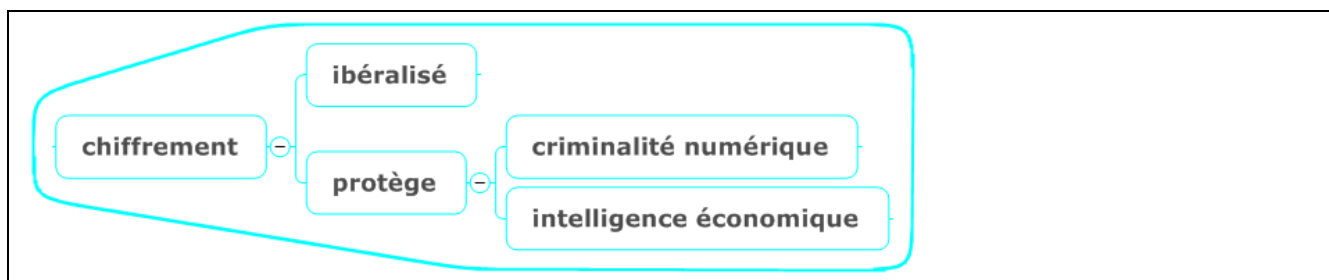 ibéralisé
chiffrement
protège
criminalité numérique
intelligence économique